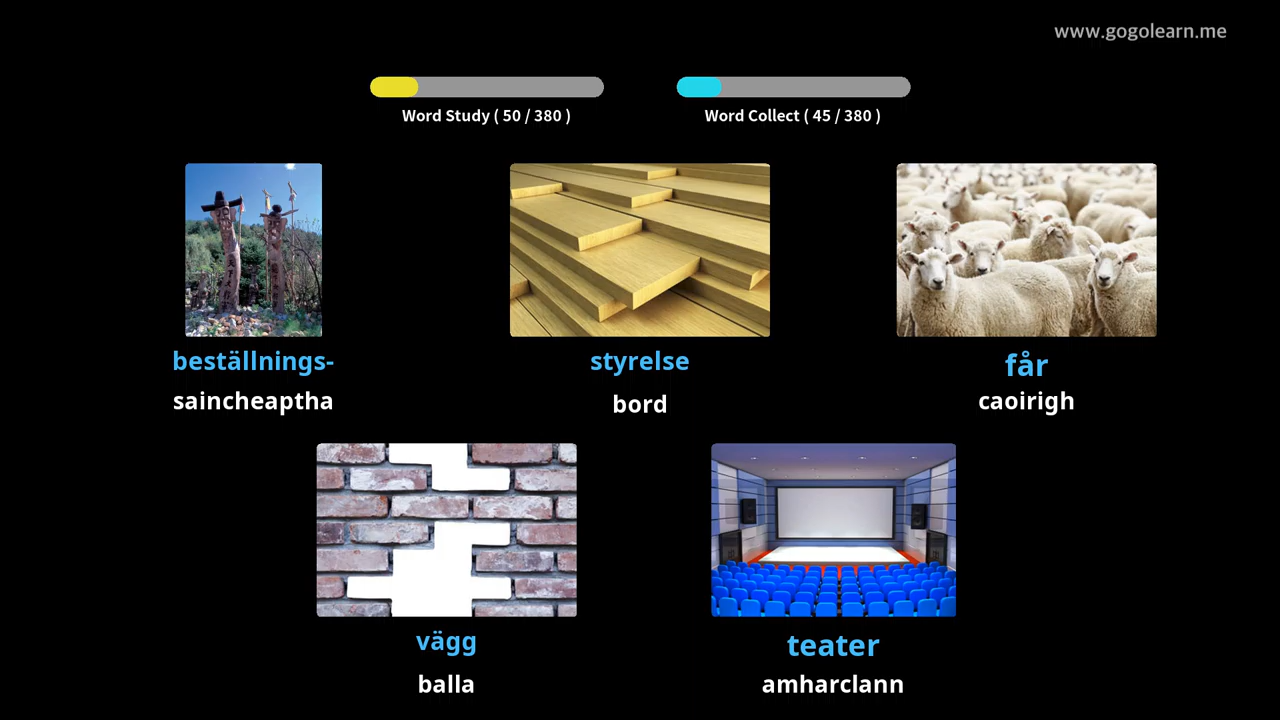 www.gogolearn.me
Word Study ( 50 / 380 )
Word Collect ( 45 / 380 )
beställnings-
styrelse
får
saincheaptha
bord
caoirigh
vägg
teater
balla
amharclann